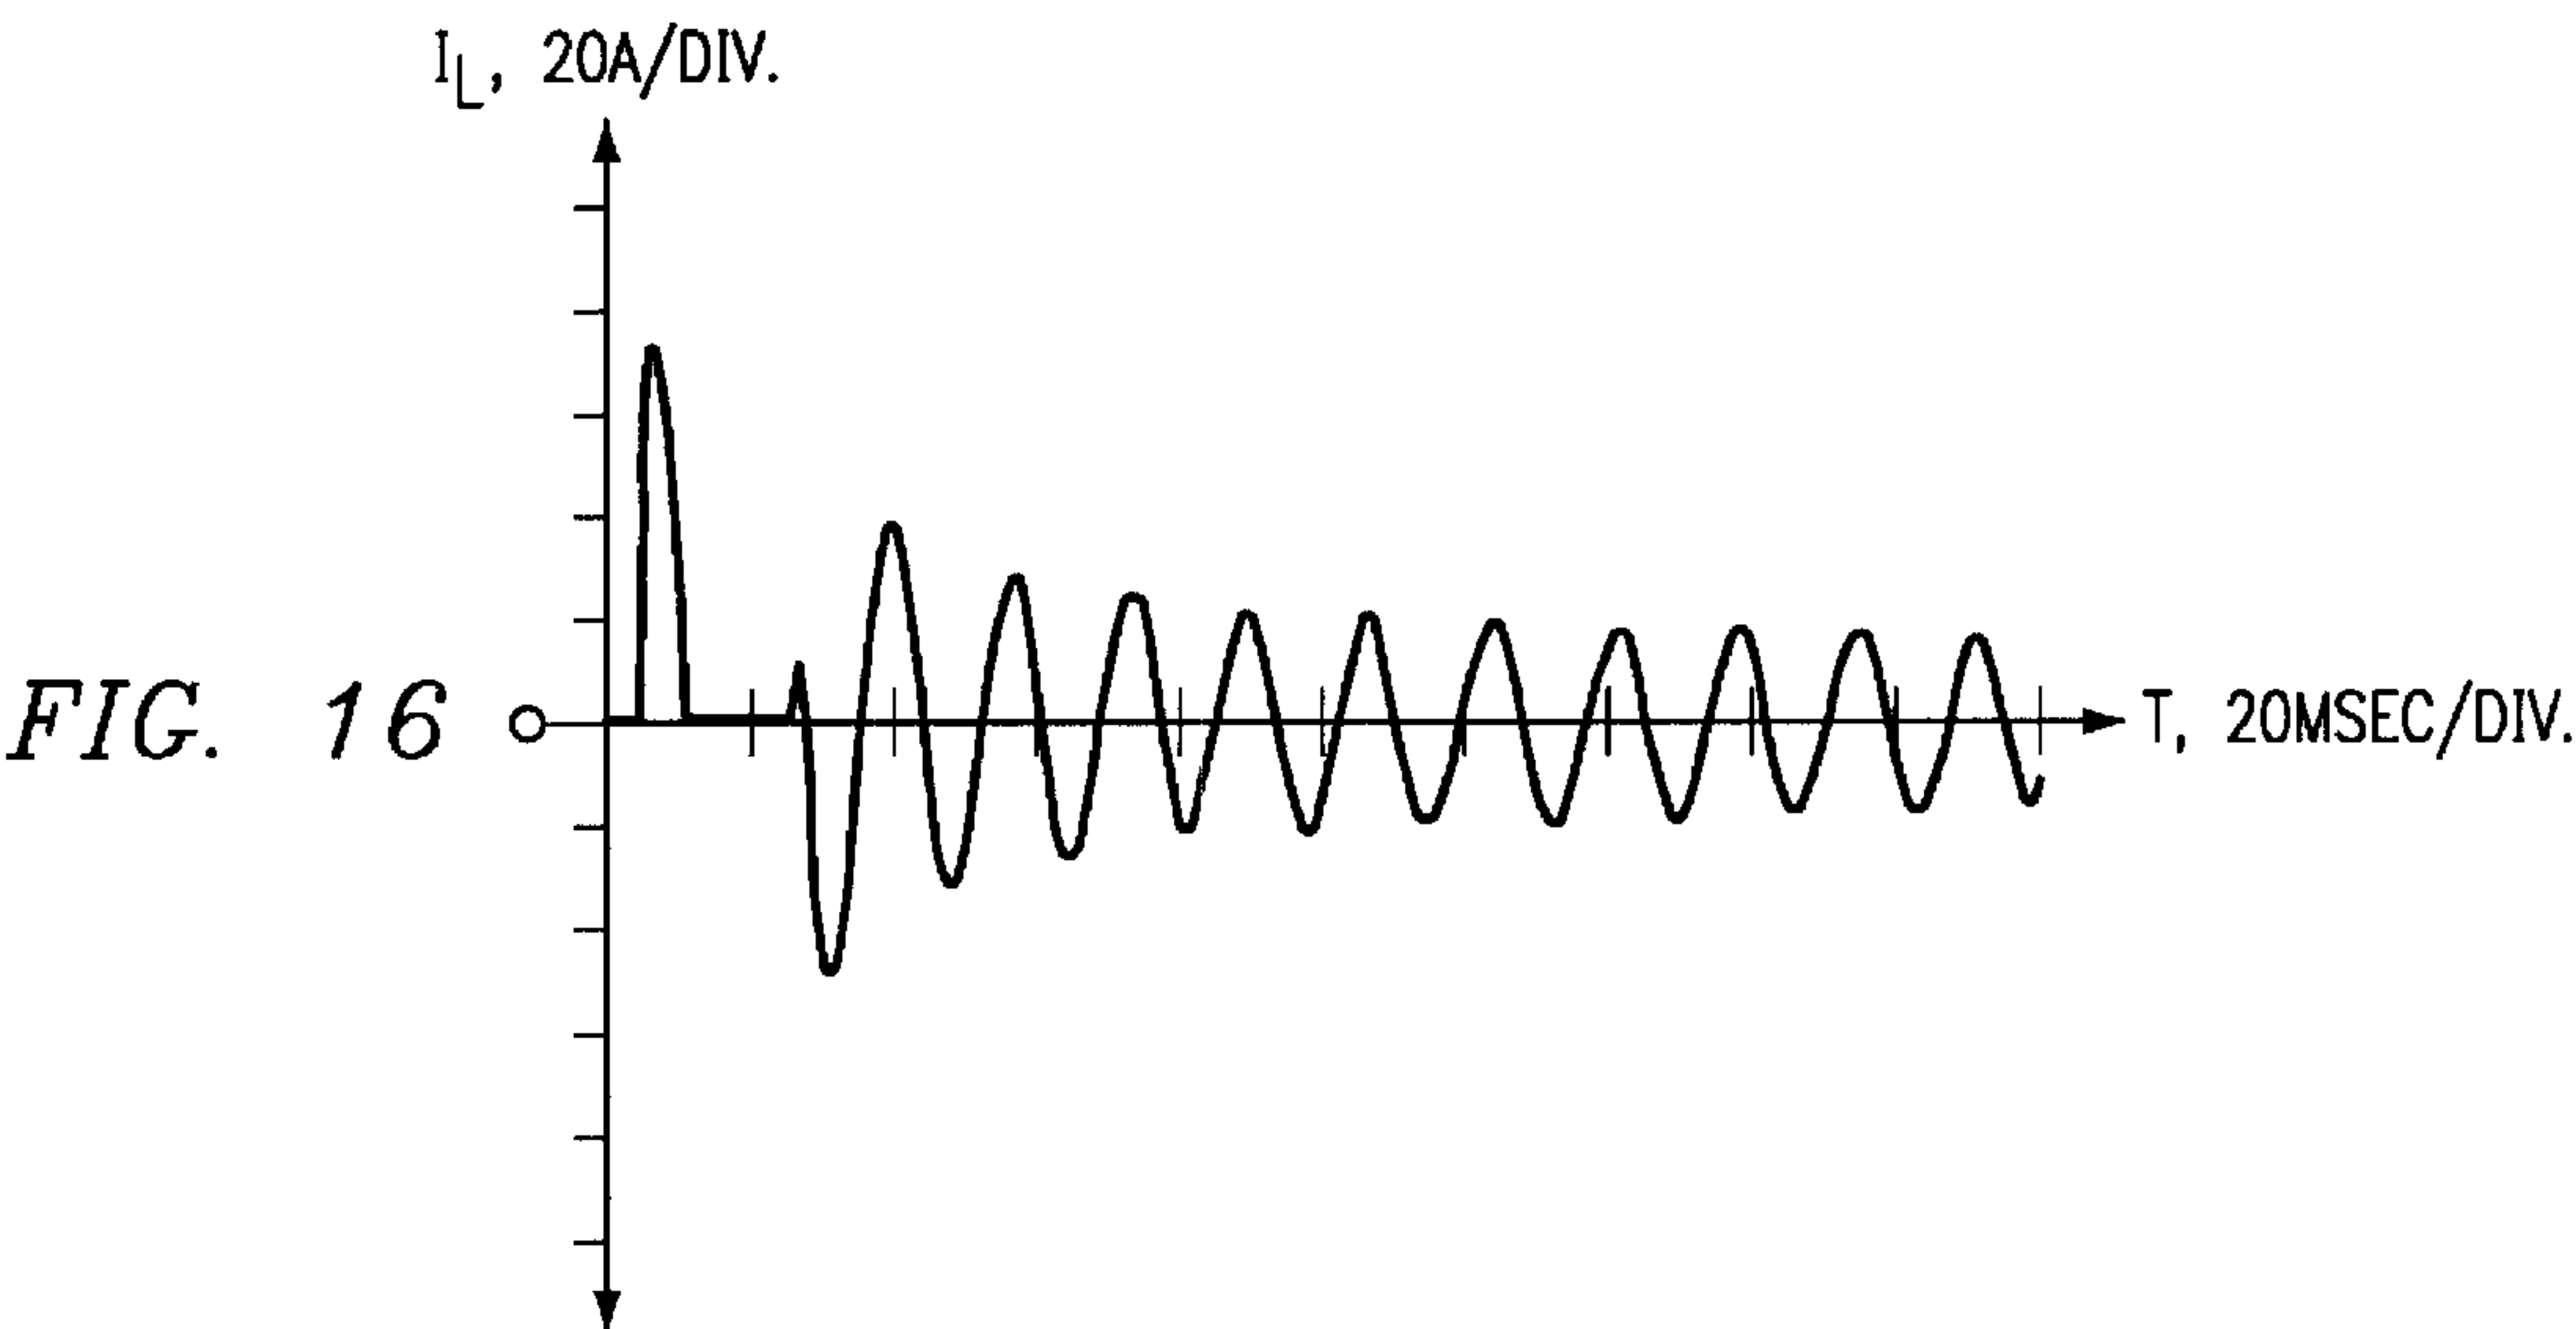 I_L, 20A/DIV.
FIG. 16
O
T, 20MSEC/DIV.